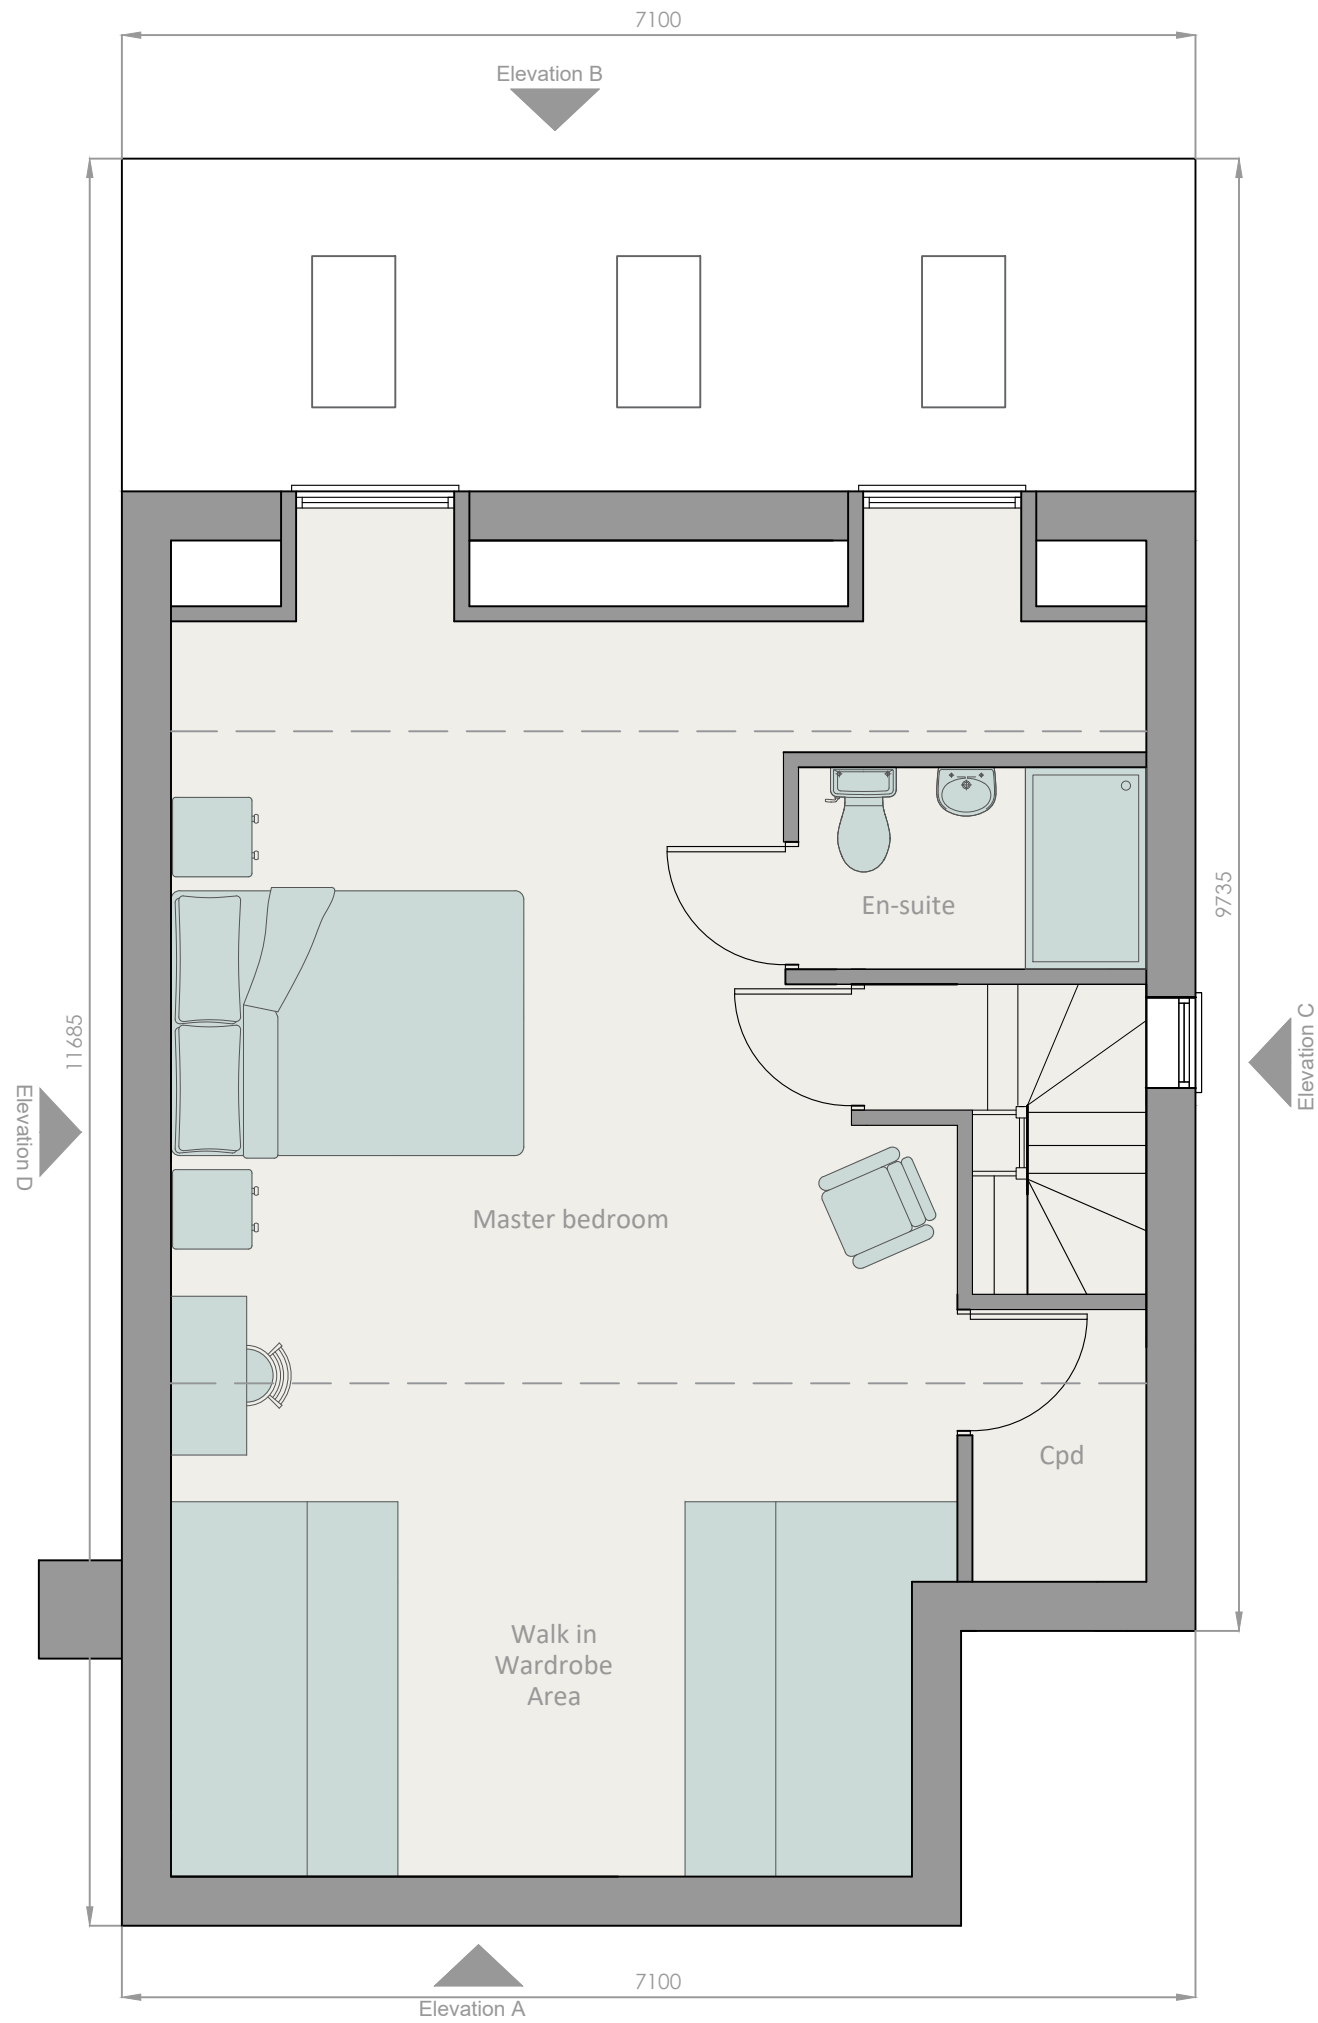 7100
Elevation B
En-suite
9735
11685
Elevation C
Elevation D
Master bedroom
Cpd
Walk in
Wardrobe
Area
7100
Elevation A